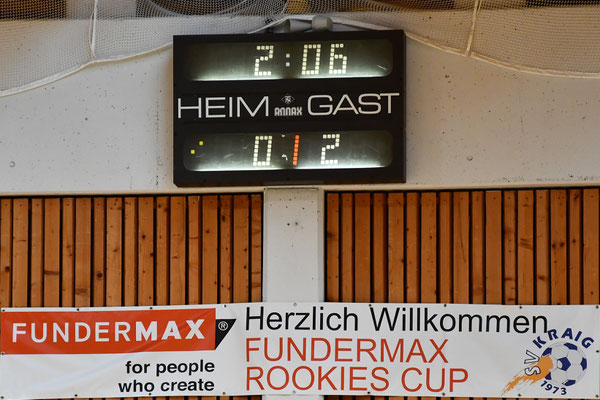 2:06
HEIM ANNAX GAST
0 1 2
FUNDERMAX ®
for people
who create
Herzlich Willkommen
FUNDERMAX
ROOKIES CUP
SV KRAIG
1973